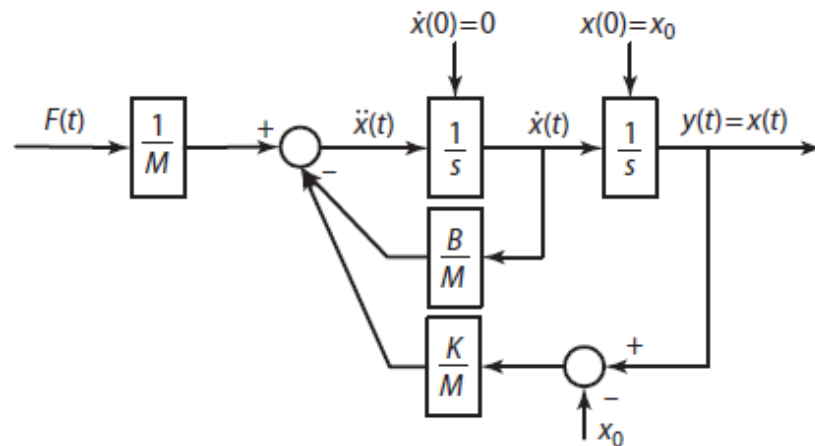 ẋ(0)=0
x(0)=x₀
F(t)
1
M
+
−
ẍ(t)
1
s
ẋ(t)
1
s
y(t)=x(t)
B
M
K
M
+
−
x₀